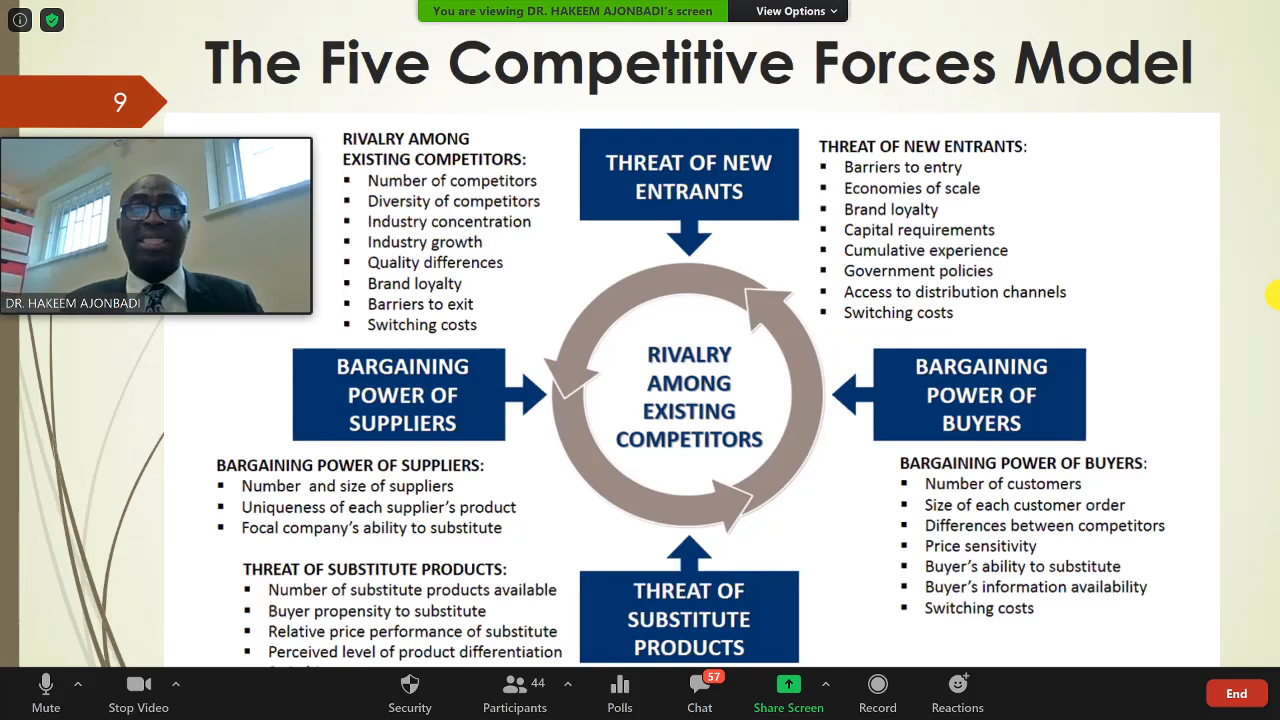 You are viewing DR. HAKEEM AJONBADI's screen
View Options
The Five Competitive Forces Model
9
DR. HAKEEM AJONBADI
RIVALRY AMONG
EXISTING COMPETITORS:
Number of competitors
Diversity of competitors
Industry concentration
Industry growth
Quality differences
Brand loyalty
Barriers to exit
Switching costs
THREAT OF NEW
ENTRANTS
THREAT OF NEW ENTRANTS:
Barriers to entry
Economies of scale
Brand loyalty
Capital requirements
Cumulative experience
Government policies
Access to distribution channels
Switching costs
BARGAINING
POWER OF
SUPPLIERS
RIVALRY
AMONG
EXISTING
COMPETITORS
BARGAINING
POWER OF
BUYERS
BARGAINING POWER OF SUPPLIERS:
Number and size of suppliers
Uniqueness of each supplier's product
Focal company's ability to substitute
BARGAINING POWER OF BUYERS:
Number of customers
Size of each customer order
Differences between competitors
Price sensitivity
Buyer's ability to substitute
Buyer's information availability
Switching costs
THREAT OF SUBSTITUTE PRODUCTS:
Number of substitute products available
Buyer propensity to substitute
Relative price performance of substitute
Perceived level of product differentiation
THREAT OF
SUBSTITUTE
PRODUCTS
Mute
Stop Video
Security
44
Participants
Polls
57
Chat
Share Screen
Record
Reactions
End